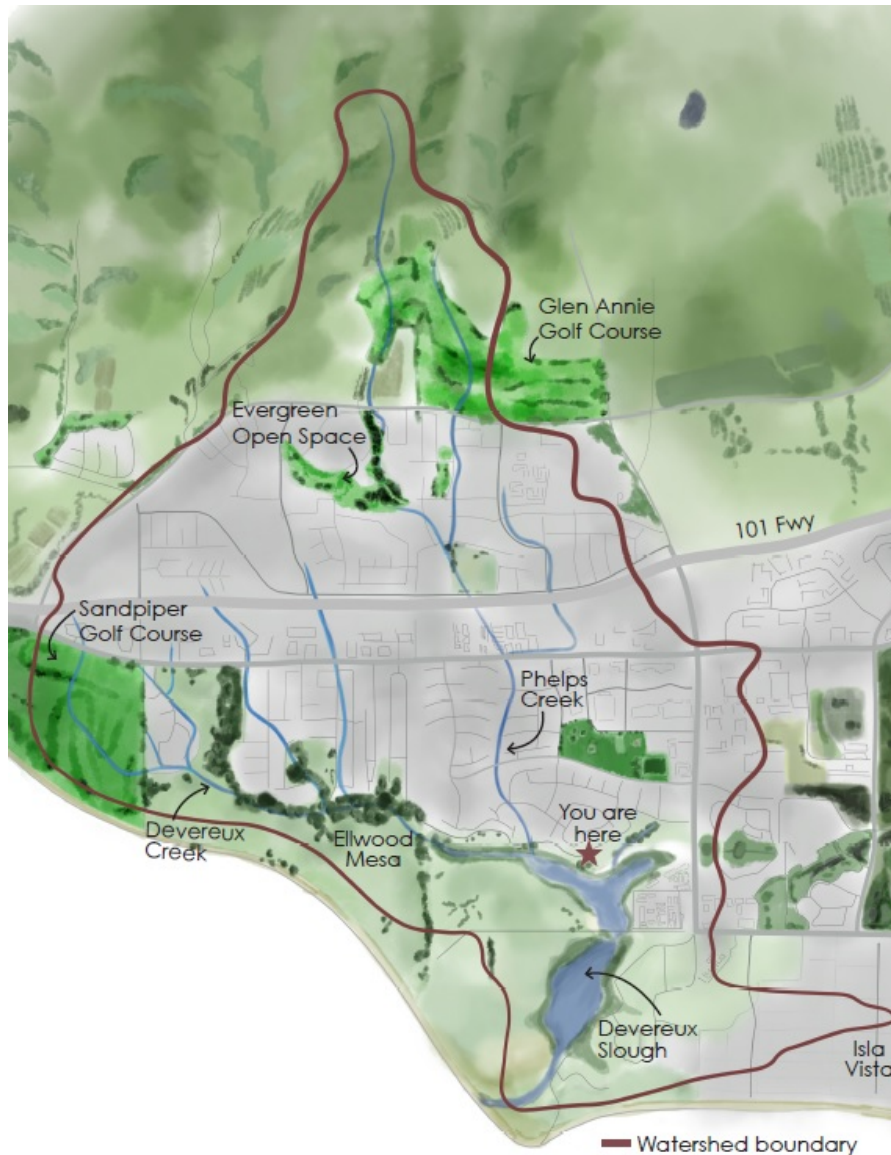 Glen Annie
Golf Course
Evergreen
Open Space
101 Fwy
Sandpiper
Golf Course
Phelps
Creek
You are
here
Devereux
Creek
Ellwood
Mesa
Devereux
Slough
Isla
Vista
Watershed boundary